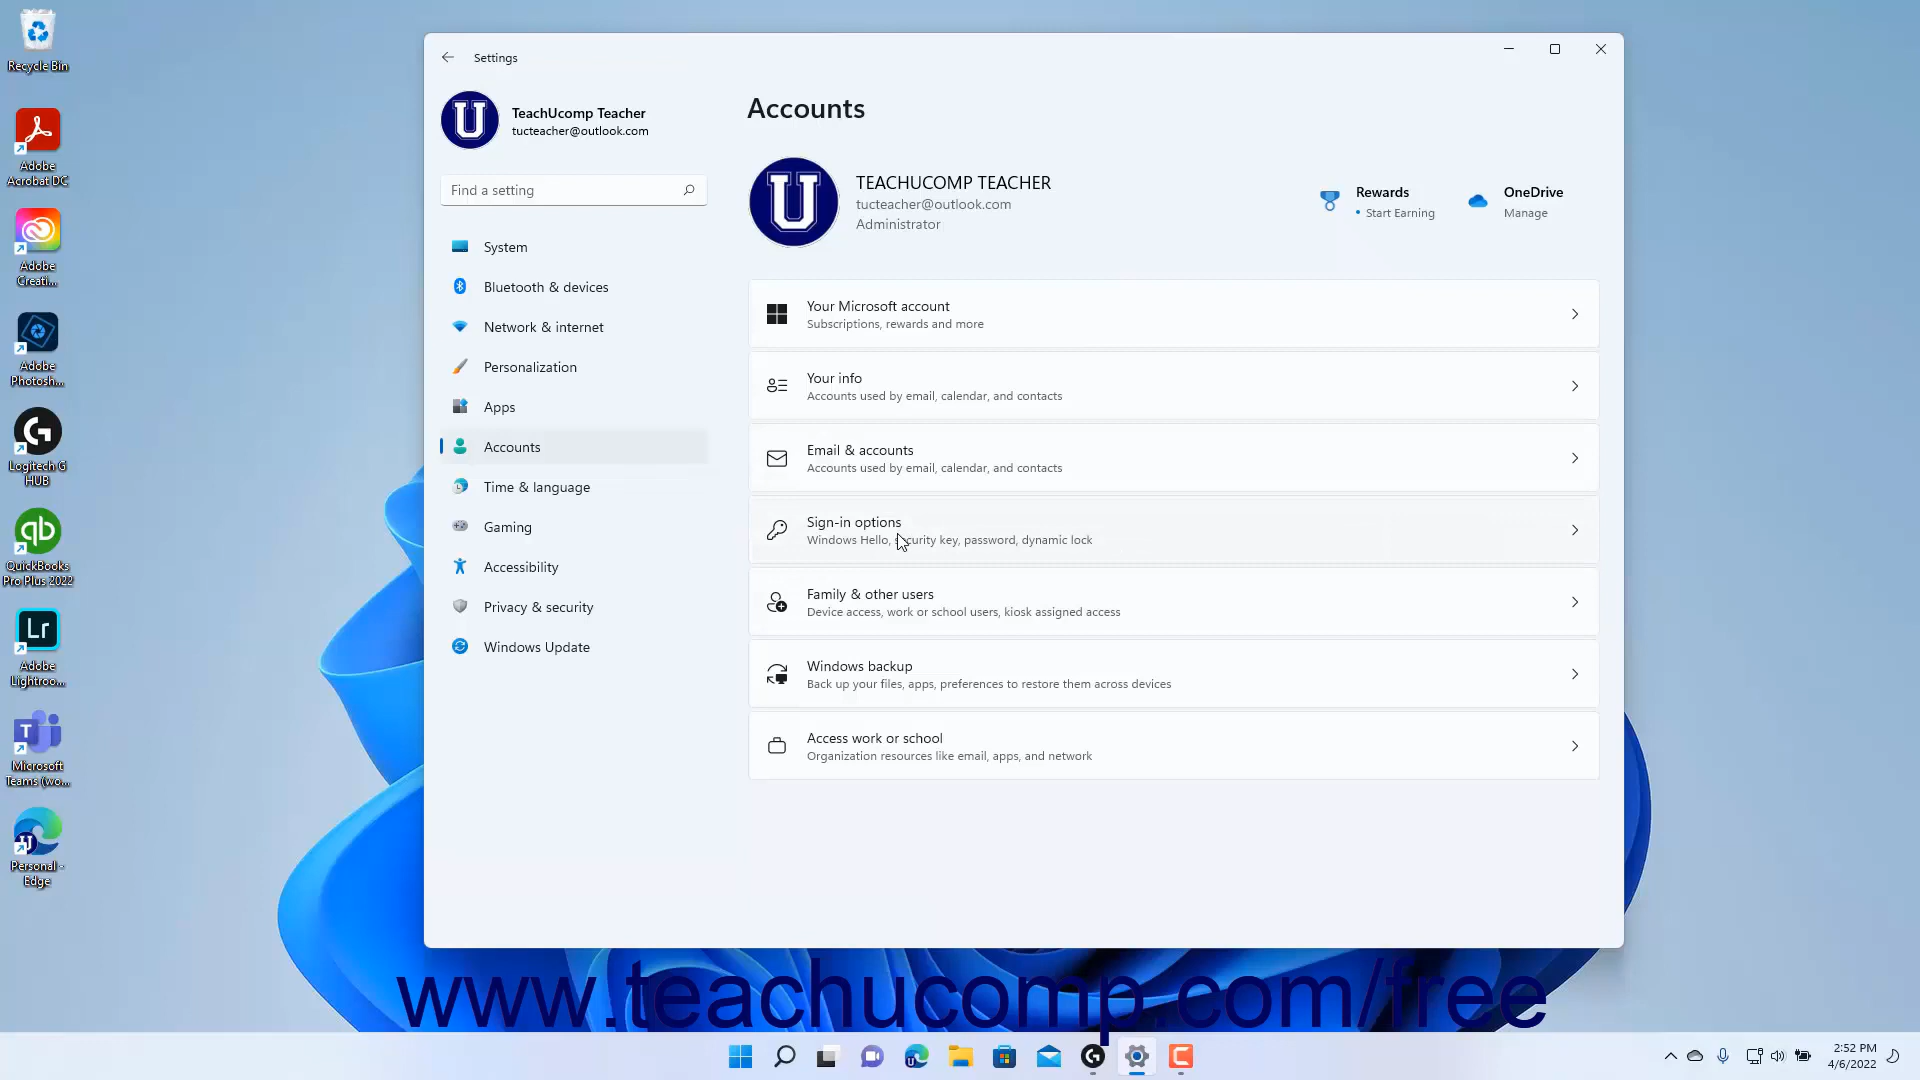 Recycle Bin
Adobe
Acrobat DC
Adobe
Creati...
Adobe
Photosh...
Logitech G
HUB
QuickBooks
Pro Plus 2022
Lr
Adobe
Lightroo...
Microsoft
Teams (wo...
Personal -
Edge
Settings
TeachUcomp Teacher
tucteacher@outlook.com
Find a setting
System
Bluetooth & devices
Network & internet
Personalization
Apps
Accounts
Time & language
Gaming
Accessibility
Privacy & security
Windows Update
Accounts
TEACHUCOMP TEACHER
tucteacher@outlook.com
Administrator
Rewards
• Start Earning
OneDrive
Manage
Your Microsoft account
Subscriptions, rewards and more
Your info
Accounts used by email, calendar, and contacts
Email & accounts
Accounts used by email, calendar, and contacts
Sign-in options
Windows Hello, security key, password, dynamic lock
Family & other users
Device access, work or school users, kiosk assigned access
Windows backup
Back up your files, apps, preferences to restore them across devices
Access work or school
Organization resources like email, apps, and network
www.teachucomp.com/free
2:52 PM
4/6/2022